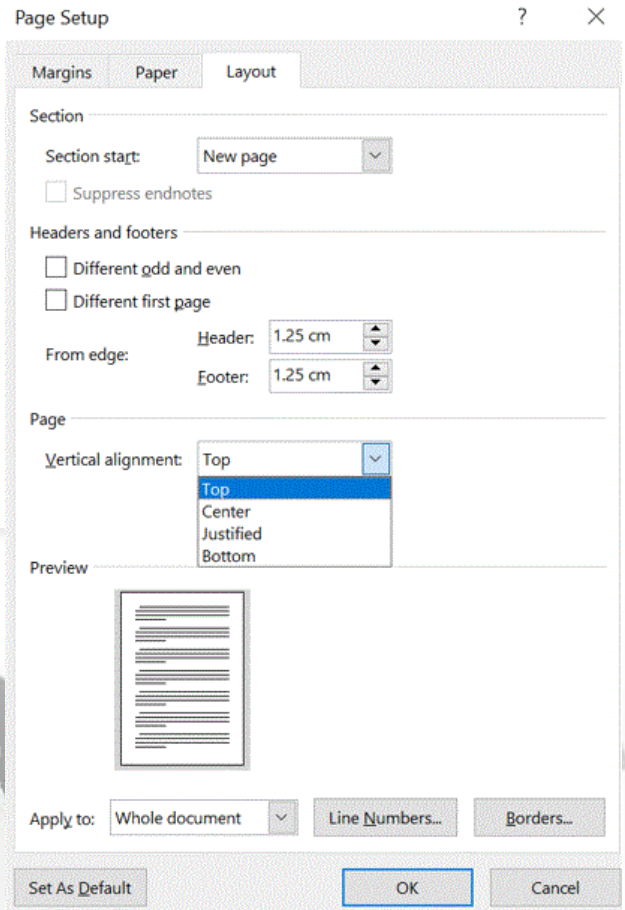 Page Setup ?
Margins Paper Layout
Section
Section start: New page
Suppress endnotes
Headers and footers
Different odd and even
Different first page
Header: 1.25 cm
From edge:
Footer: 1.25 cm
Page
Vertical alignment: Top
Top
Center
Justified
Bottom
Preview
Apply to: Whole document Line Numbers... Borders...
Set As Default OK Cancel